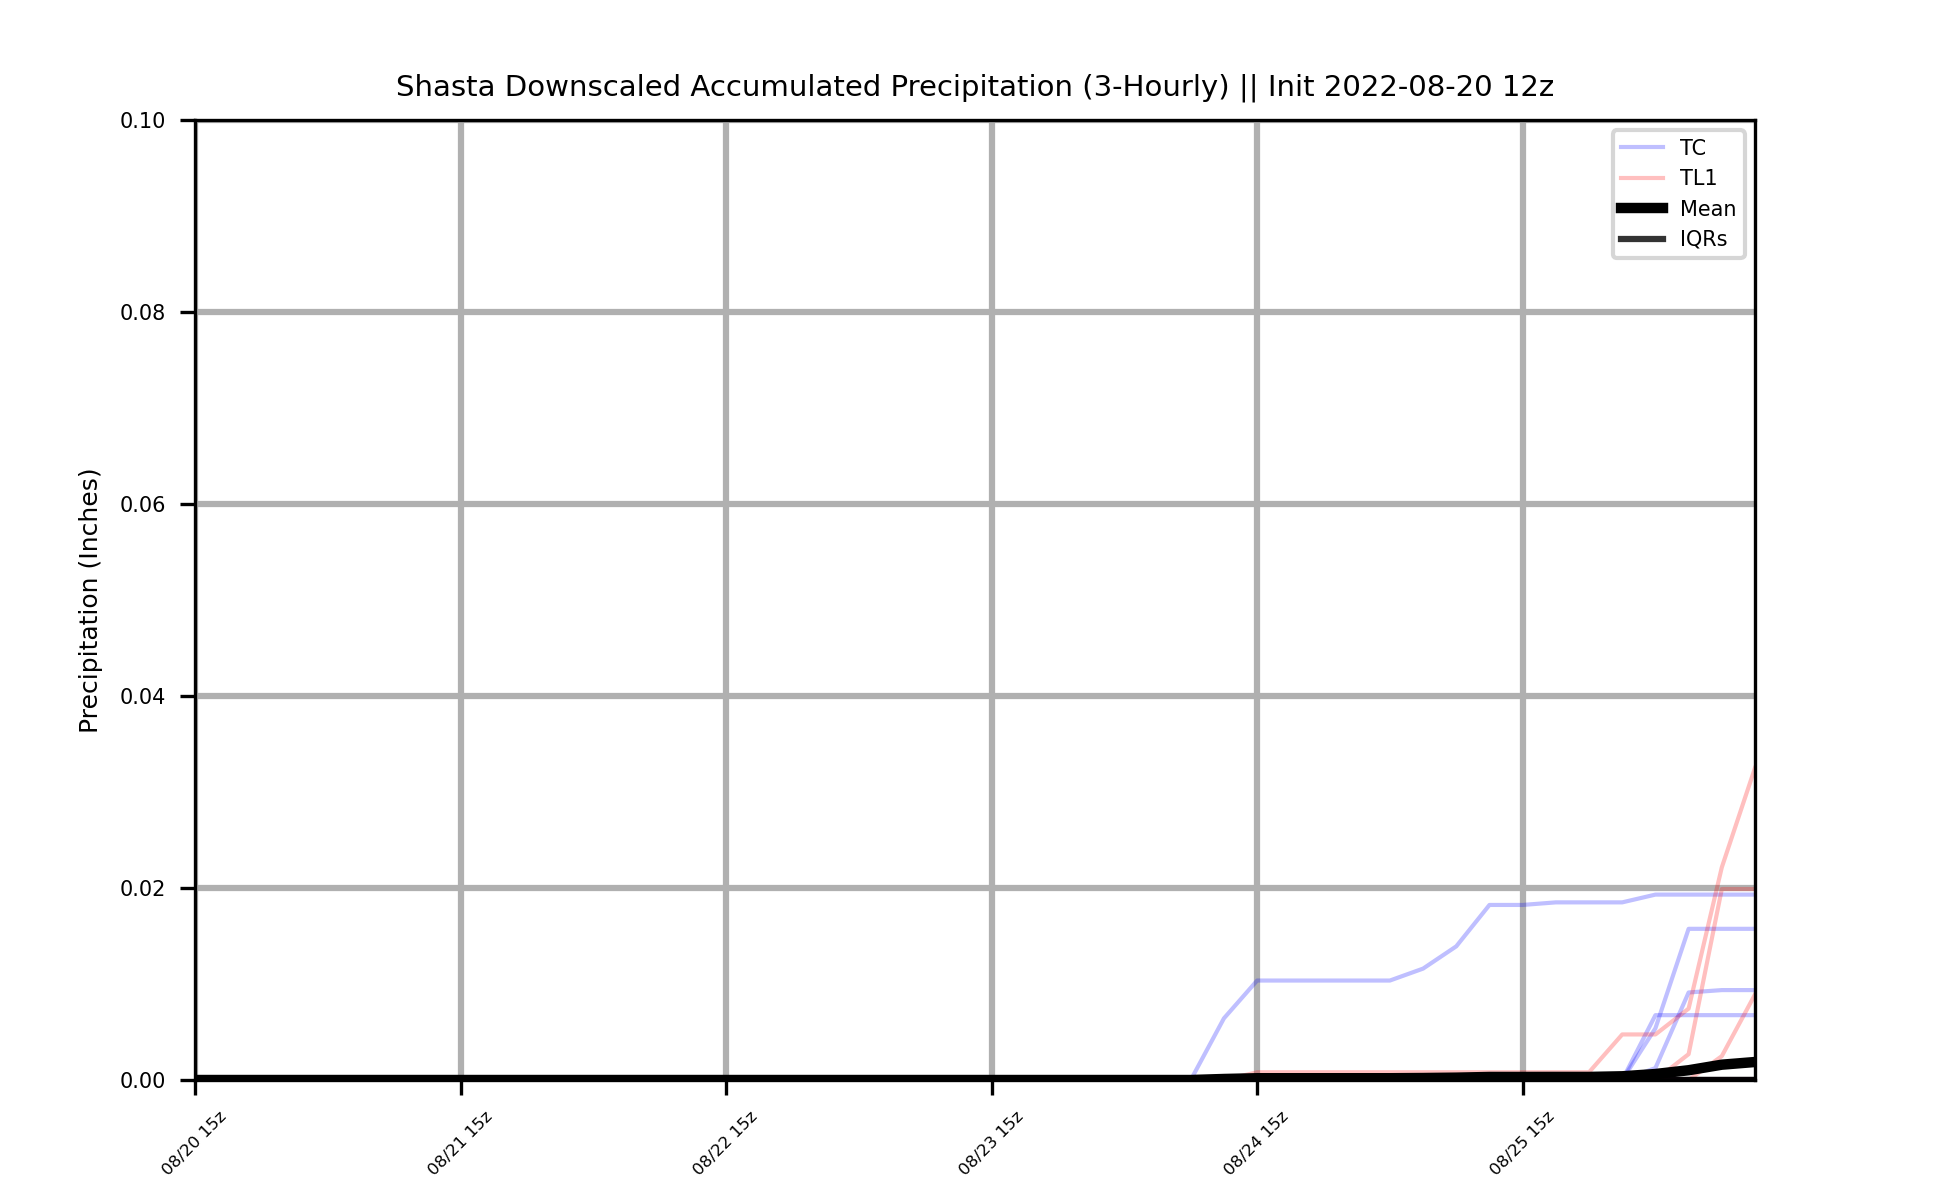 Shasta Downscaled Accumulated Precipitation (3-Hourly) || Init 2022-08-20 12z
0.10
0.08
0.06
0.04
0.02
0.00
Precipitation (Inches)
TC
TL1
Mean
IQRs
08/20 15z
08/21 15z
08/22 15z
08/23 15z
08/24 15z
08/25 15z